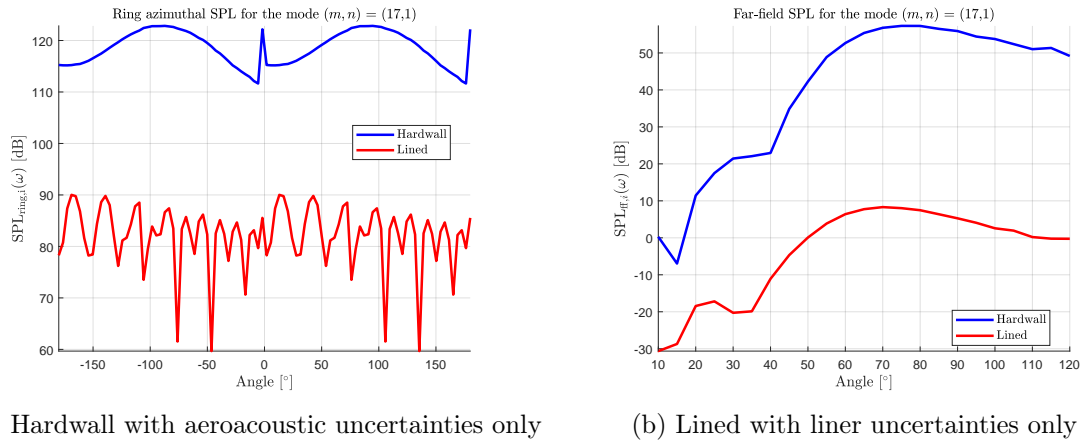 Ring azimuthal SPL for the mode (m, n) = (17,1)
120
110
100
90
80
70
60
SPL_ring,i(ω) [dB]
Hardwall
Lined
-150 -100 -50 0 50 100 150
Angle [°]
Far-field SPL for the mode (m, n) = (17,1)
50
40
30
20
10
0
-10
-20
-30
SPL_ff,i(ω) [dB]
Hardwall
Lined
10 20 30 40 50 60 70 80 90 100 110 120
Angle [°]
Hardwall with aeroacoustic uncertainties only
(b) Lined with liner uncertainties only